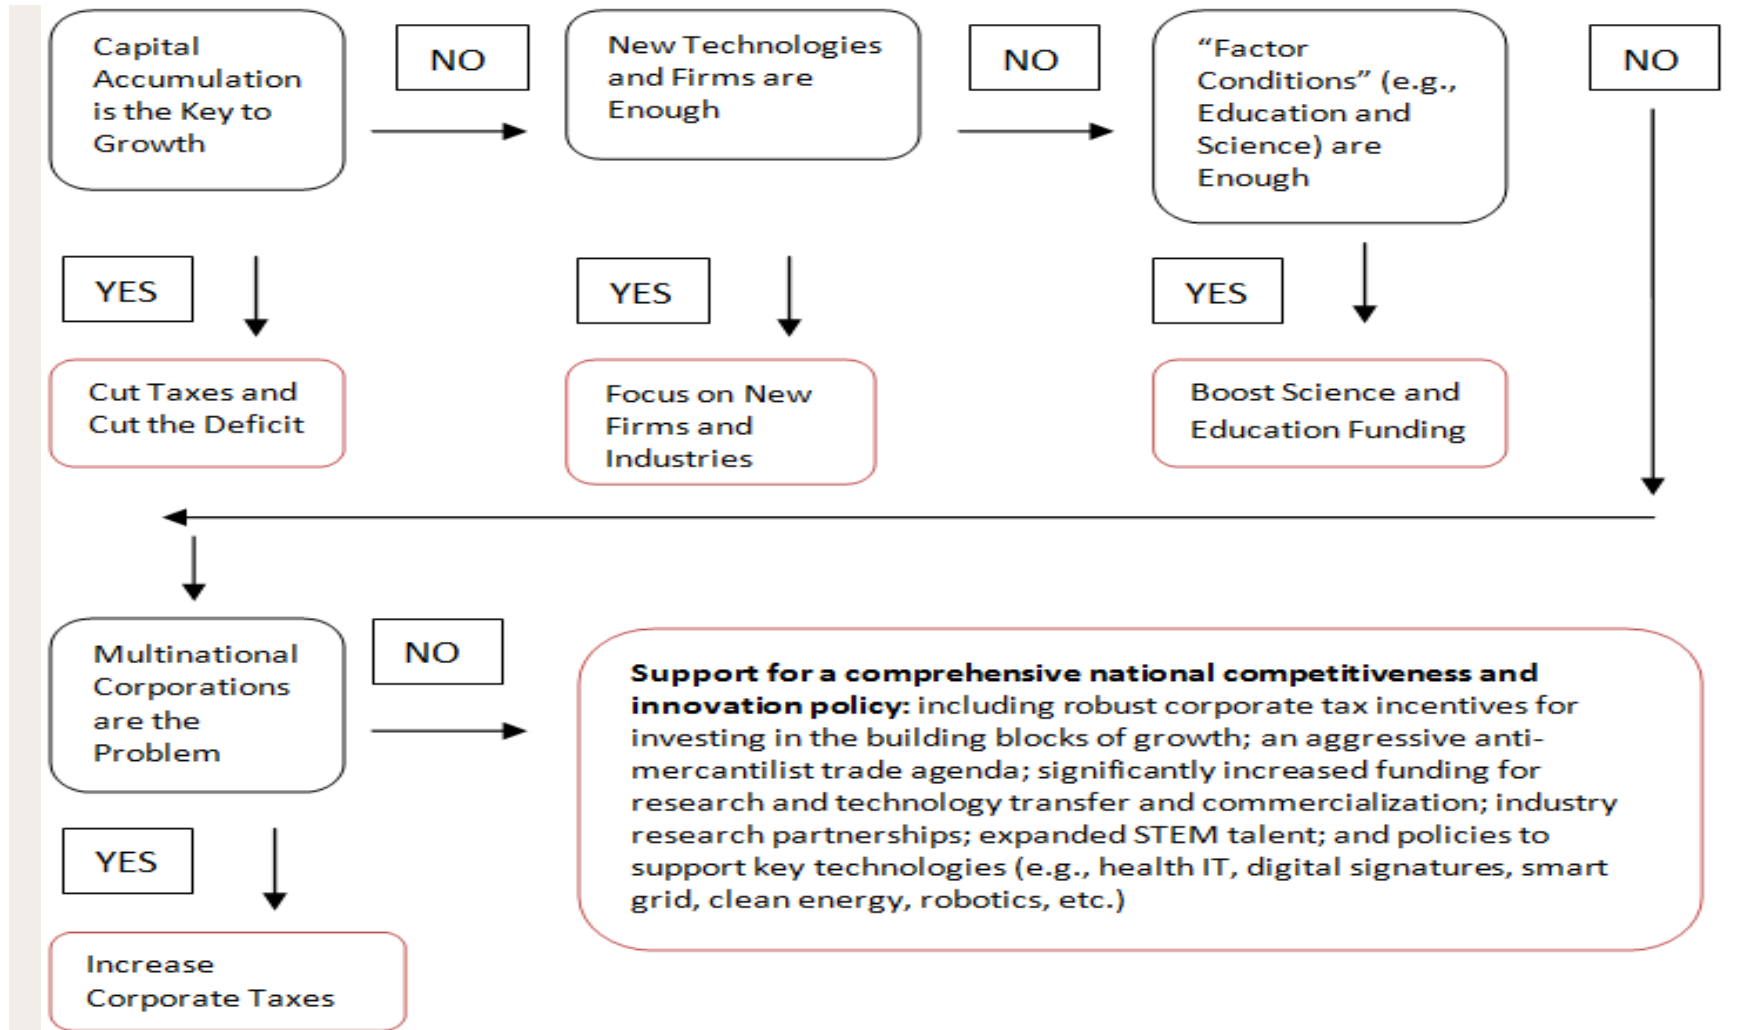 Capital
Accumulation
is the Key to
Growth
NO
New Technologies
and Firms are
Enough
NO
“Factor
Conditions” (e.g.,
Education and
Science) are
Enough
NO
YES
YES
YES
Cut Taxes and
Cut the Deficit
Focus on New
Firms and
Industries
Boost Science and
Education Funding
Multinational
Corporations
are the
Problem
NO
Support for a comprehensive national competitiveness and
innovation policy: including robust corporate tax incentives for
investing in the building blocks of growth; an aggressive anti-
mercantilist trade agenda; significantly increased funding for
research and technology transfer and commercialization; industry
research partnerships; expanded STEM talent; and policies to
support key technologies (e.g., health IT, digital signatures, smart
grid, clean energy, robotics, etc.)
YES
Increase
Corporate Taxes